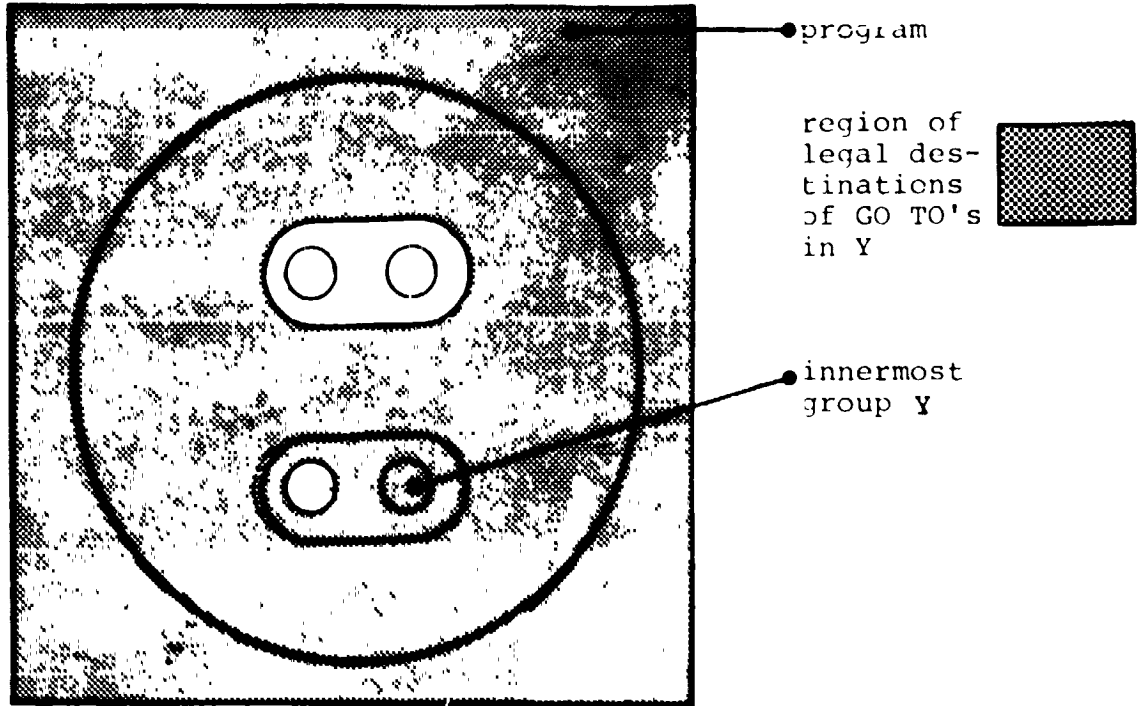 program
region of
legal des-
tinations
of GO TO's
in Y
innermost
group Y